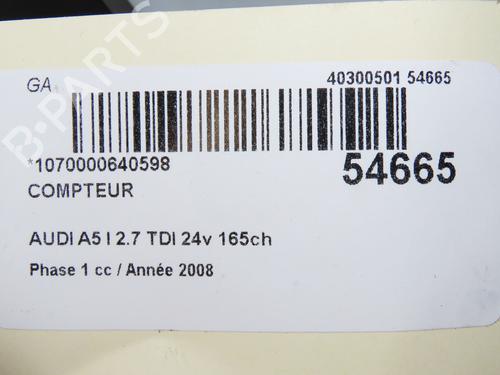 GA
40300501 54665
B-PARTS
*1070000640598
54665
COMPTEUR
AUDI A5 I 2.7 TDI 24v 165ch
Phase 1 cc / Année 2008